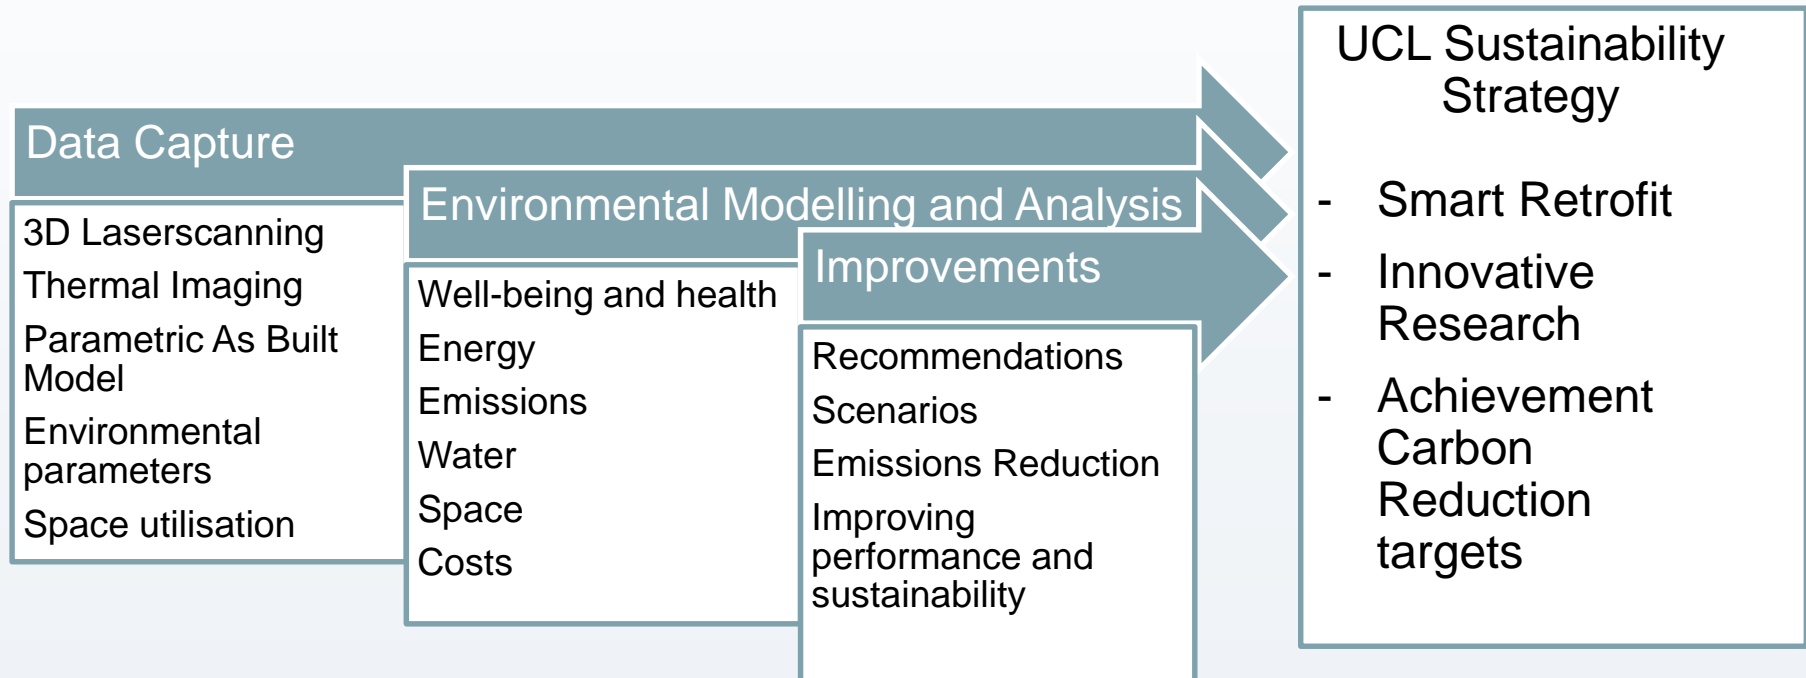 Data Capture
3D Laserscanning
Thermal Imaging
Parametric As Built
Model
Environmental
parameters
Space utilisation
Environmental Modelling and Analysis
Well-being and health
Energy
Emissions
Water
Space
Costs
Improvements
Recommendations
Scenarios
Emissions Reduction
Improving
performance and
sustainability
UCL Sustainability
Strategy
- Smart Retrofit
- Innovative
Research
- Achievement
Carbon
Reduction
targets